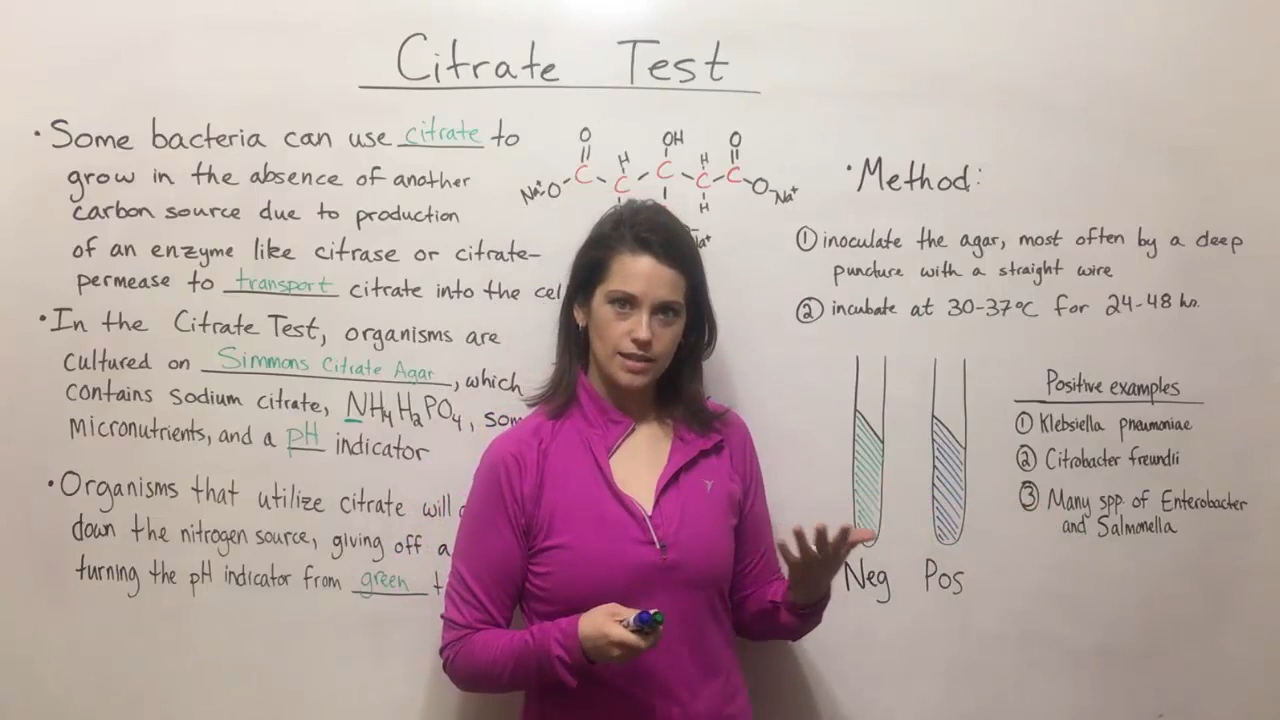 Citrate Test
• Some bacteria can use citrate to
grow in the absence of another
carbon source due to production
of an enzyme like citrase or citrate-
permease to transport citrate into the cel
• In the Citrate Test, organisms are
cultured on Simmons Citrate Agar, which
contains sodium citrate, NH4H2PO4, som
micronutrients, and a pH indicator
• Organisms that utilize citrate will
down the nitrogen source, giving off a
turning the pH indicator from green t
O OH O
H H
C C C C C
Na+ O O Na+
H
Na+
• Method:
① inoculate the agar, most often by a deep
puncture with a straight wire
② incubate at 30-37°C for 24-48 hr.
Neg Pos
Positive examples
① Klebsiella pneumoniae
② Citrobacter freundii
③ Many spp. of Enterobacter
and Salmonella